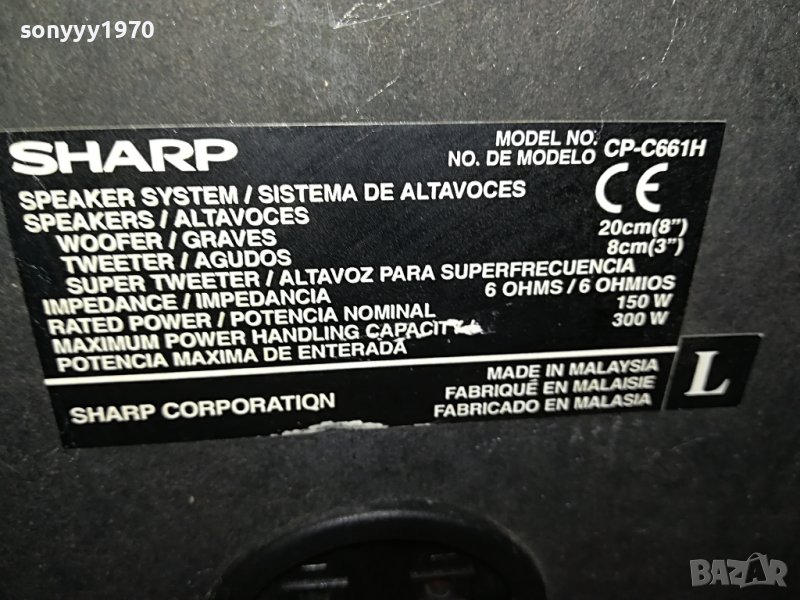 sonyyy1970
SHARP
MODEL NO.
NO. DE MODELO CP-C661H
SPEAKER SYSTEM / SISTEMA DE ALTAVOCES
CE
SPEAKERS / ALTAVOCES
WOOFER / GRAVES 20cm(8")
TWEETER / AGUDOS 8cm(3")
SUPER TWEETER / ALTAVOZ PARA SUPERFRECUENCIA
IMPEDANCE / IMPEDANCIA 6 OHMS / 6 OHMIOS
RATED POWER / POTENCIA NOMINAL 150 W
MAXIMUM POWER HANDLING CAPACITY 300 W
POTENCIA MAXIMA DE ENTERADA
SHARP CORPORATION
MADE IN MALAYSIA
FABRIQUÉ EN MALAISIE
FABRICADO EN MALASIA
L
BAZAR